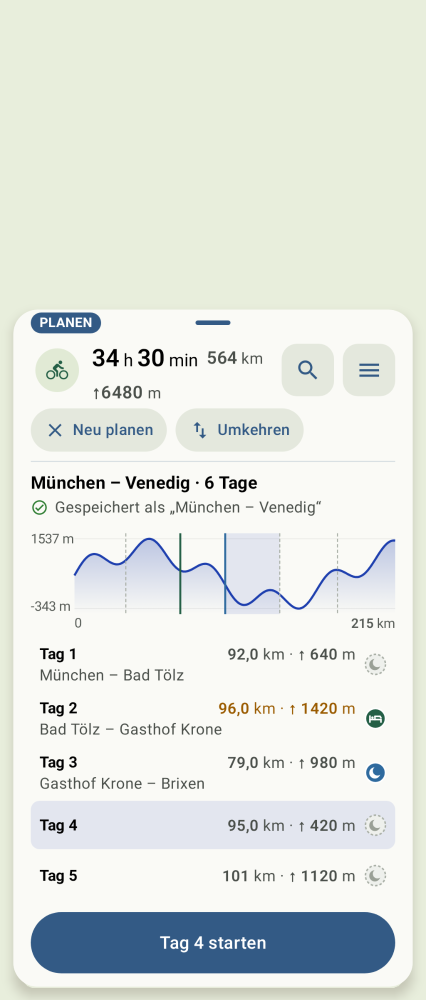 PLANEN
34 h 30 min 564 km
↑6480 m
Neu planen Umkehren
München – Venedig · 6 Tage
Gespeichert als „München – Venedig“
1537 m
-343 m
0 215 km
Tag 1 92,0 km · ↑ 640 m
München – Bad Tölz
Tag 2 96,0 km · ↑ 1420 m
Bad Tölz – Gasthof Krone
Tag 3 79,0 km · ↑ 980 m
Gasthof Krone – Brixen
Tag 4 95,0 km · ↑ 420 m
Tag 5 101 km · ↑ 1120 m
Tag 4 starten